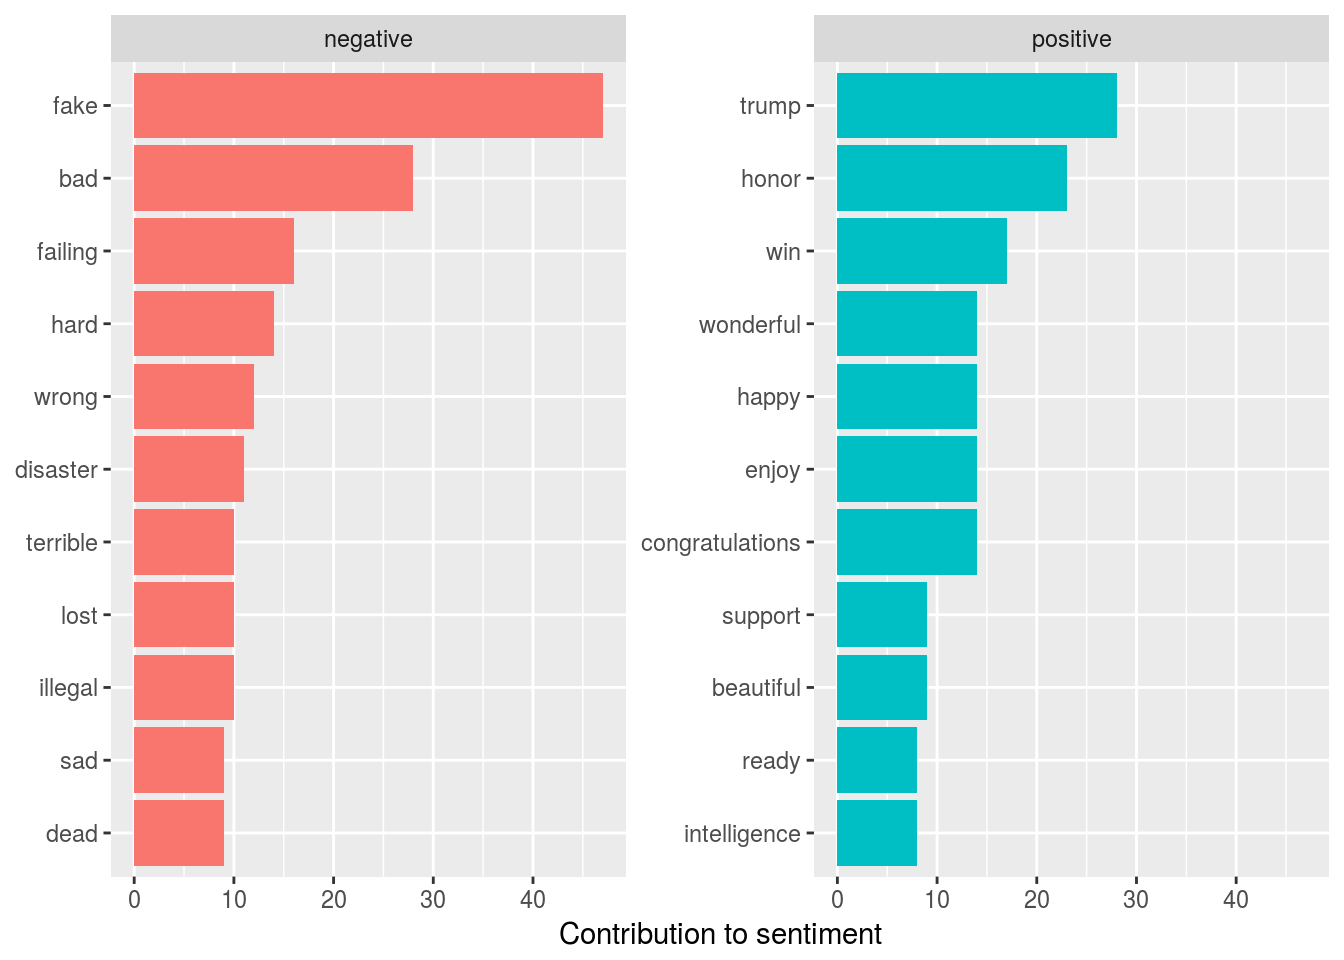 negative
fake
bad
failing
hard
wrong
disaster
terrible
lost
illegal
sad
dead
0 10 20 30 40
positive
trump
honor
win
wonderful
happy
enjoy
congratulations
support
beautiful
ready
intelligence
0 10 20 30 40
Contribution to sentiment